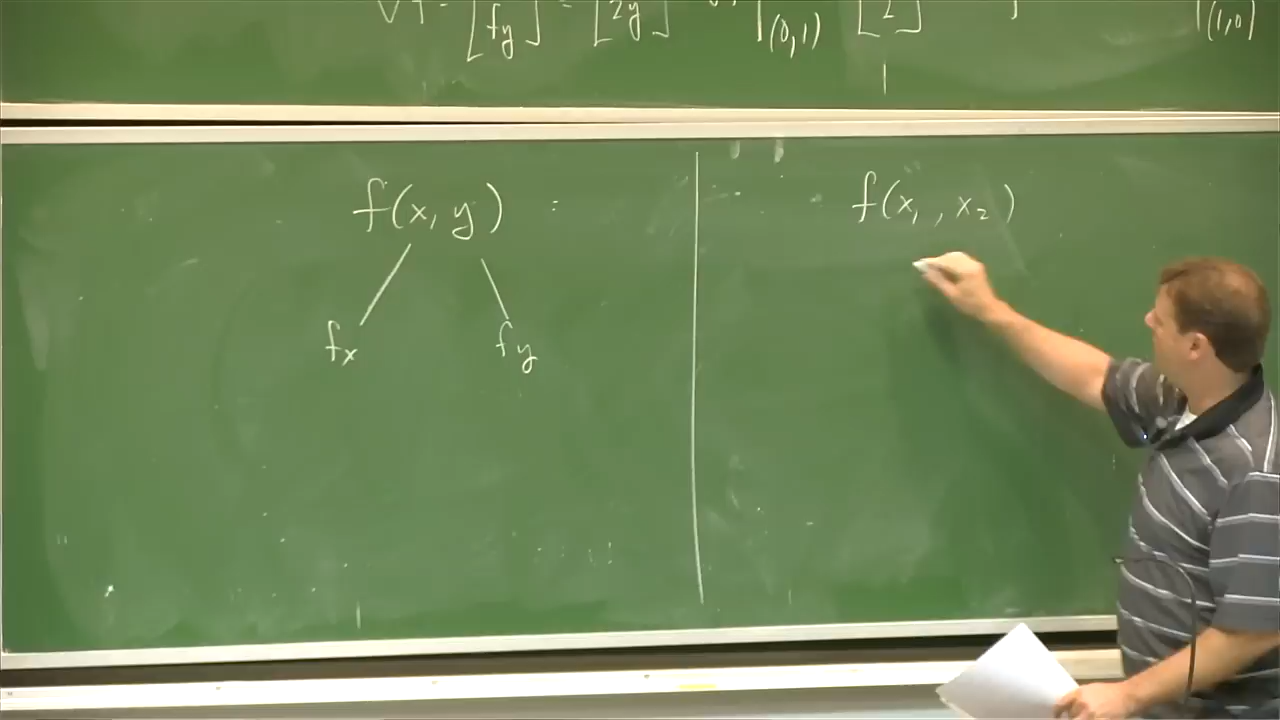 ∇f = [fy] = [2y] |(0,1) [2] |(1,0)
f(x, y) f(x₁, x₂)
fx fy